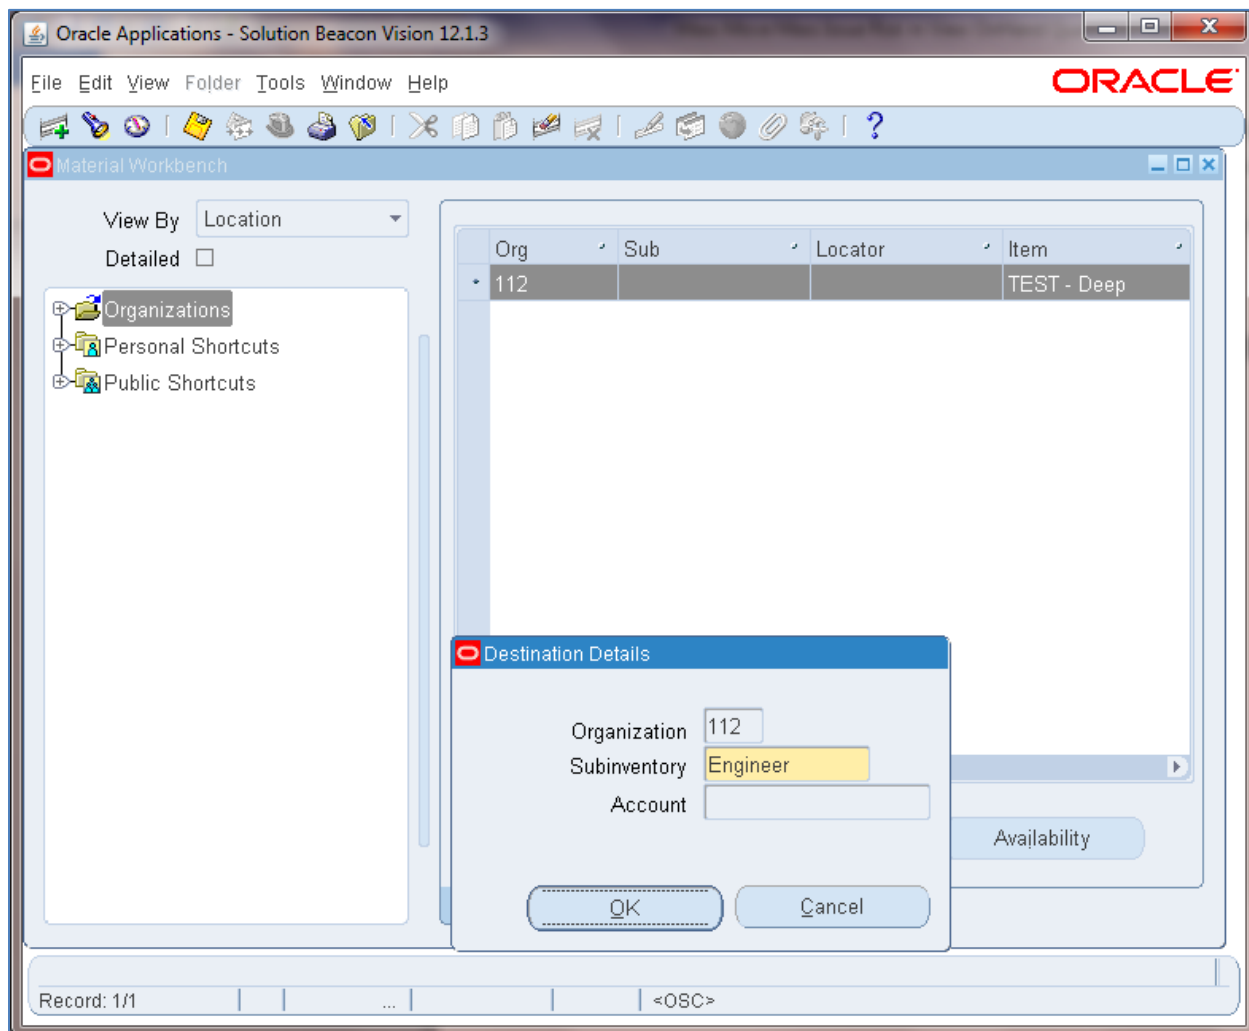 Oracle Applications - Solution Beacon Vision 12.1.3
File Edit View Folder Tools Window Help
ORACLE
Material Workbench
View By Location
Detailed
Organizations
Personal Shortcuts
Public Shortcuts
Org Sub Locator Item
112 TEST - Deep
Destination Details
Organization 112
Subinventory Engineer
Account
Availability
OK Cancel
Record: 1/1 ... <OSC>